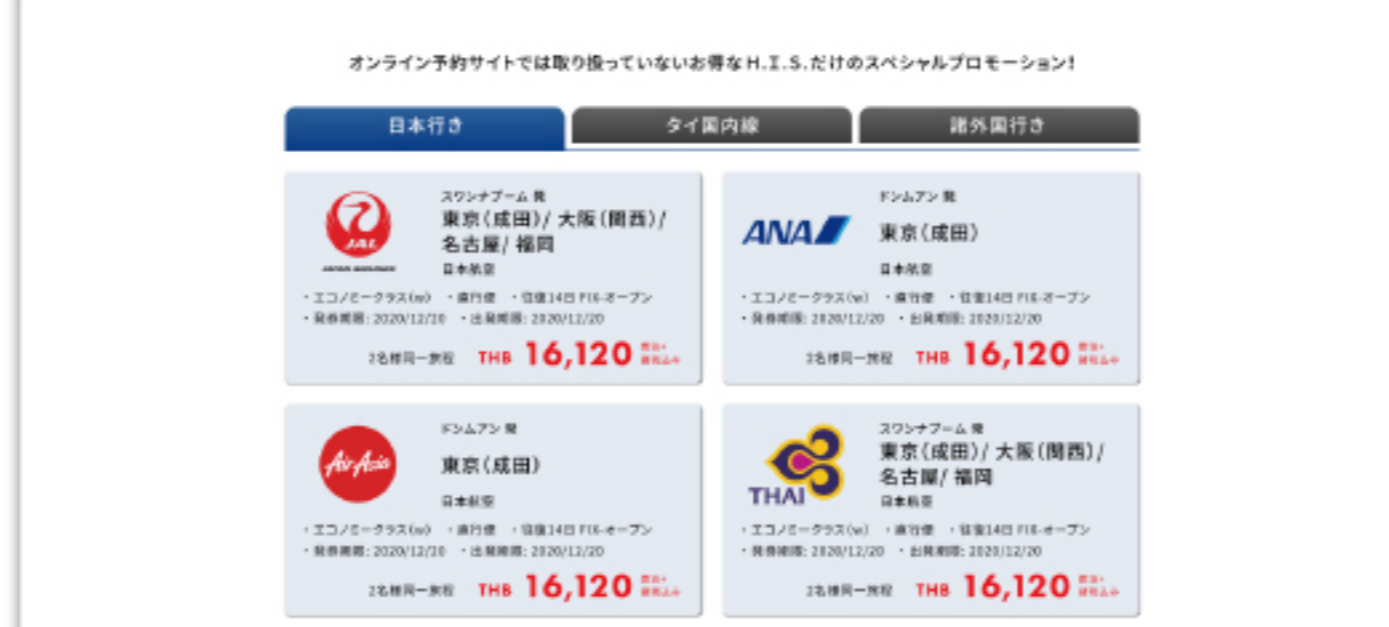 オンライン予約サイトでは取り扱っていないお得なH.I.S.だけのスペシャルプロモーション!
日本行き
タイ国内線
諸外国行き
JAL
JAPAN AIRLINES
スワンナプーム 発
東京(成田)/ 大阪(関西)/
名古屋/ 福岡
日本航空
・エコノミークラス(w) ・直行便 ・往復14日 FIX-オープン
・発券期限: 2020/12/20 ・出発期限: 2020/12/20
2名様同一旅程 THB 16,120
ANA
ドンムアン 発
東京(成田)
日本航空
・エコノミークラス(w) ・直行便 ・往復14日 FIX-オープン
・発券期限: 2020/12/20 ・出発期限: 2020/12/20
2名様同一旅程 THB 16,120
AirAsia
ドンムアン 発
東京(成田)
日本航空
・エコノミークラス(w) ・直行便 ・往復14日 FIX-オープン
・発券期限: 2020/12/20 ・出発期限: 2020/12/20
2名様同一旅程 THB 16,120
THAI
スワンナプーム 発
東京(成田)/ 大阪(関西)/
名古屋/ 福岡
日本航空
・エコノミークラス(w) ・直行便 ・往復14日 FIX-オープン
・発券期限: 2020/12/20 ・出発期限: 2020/12/20
2名様同一旅程 THB 16,120